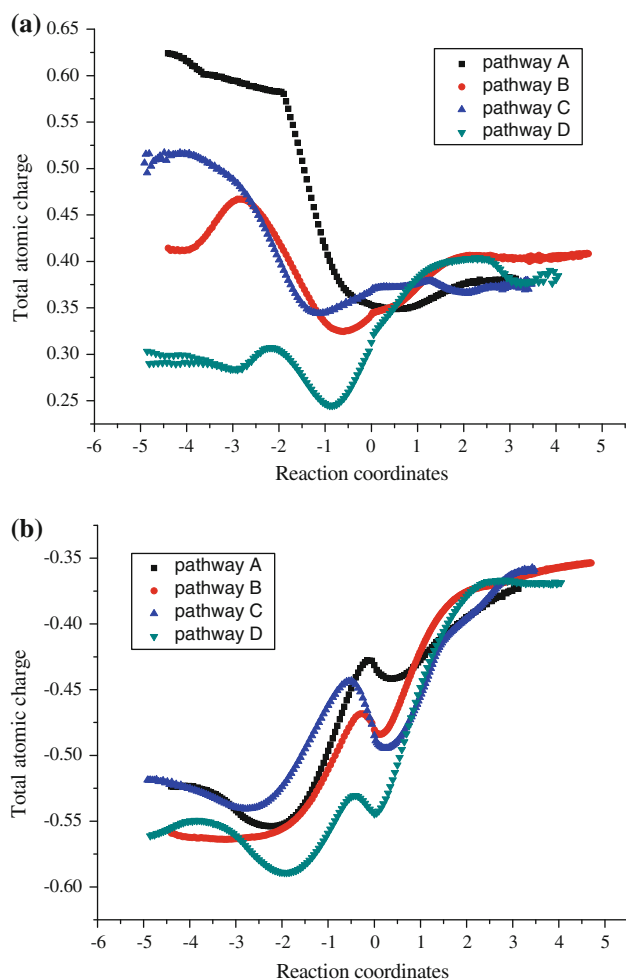 (a)
pathway A
pathway B
pathway C
pathway D
Total atomic charge
0.65
0.60
0.55
0.50
0.45
0.40
0.35
0.30
0.25
-6 -5 -4 -3 -2 -1 0 1 2 3 4 5
Reaction coordinates
(b)
pathway A
pathway B
pathway C
pathway D
Total atomic charge
-0.35
-0.40
-0.45
-0.50
-0.55
-0.60
-6 -5 -4 -3 -2 -1 0 1 2 3 4 5
Reaction coordinates